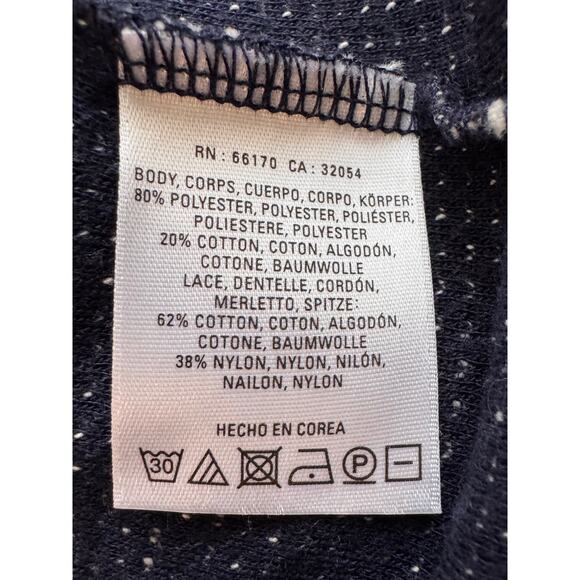 RN : 66170 CA : 32054
BODY, CORPS, CUERPO, CORPO, KÖRPER:
80% POLYESTER, POLYESTER, POLIÉSTER,
POLIESTERE, POLYESTER
20% COTTON, COTON, ALGODÓN,
COTONE, BAUMWOLLE
LACE, DENTELLE, CORDÓN,
MERLETTO, SPITZE:
62% COTTON, COTON, ALGODÓN,
COTONE, BAUMWOLLE
38% NYLON, NYLON, NILÓN,
NAILON, NYLON
HECHO EN COREA
30 P